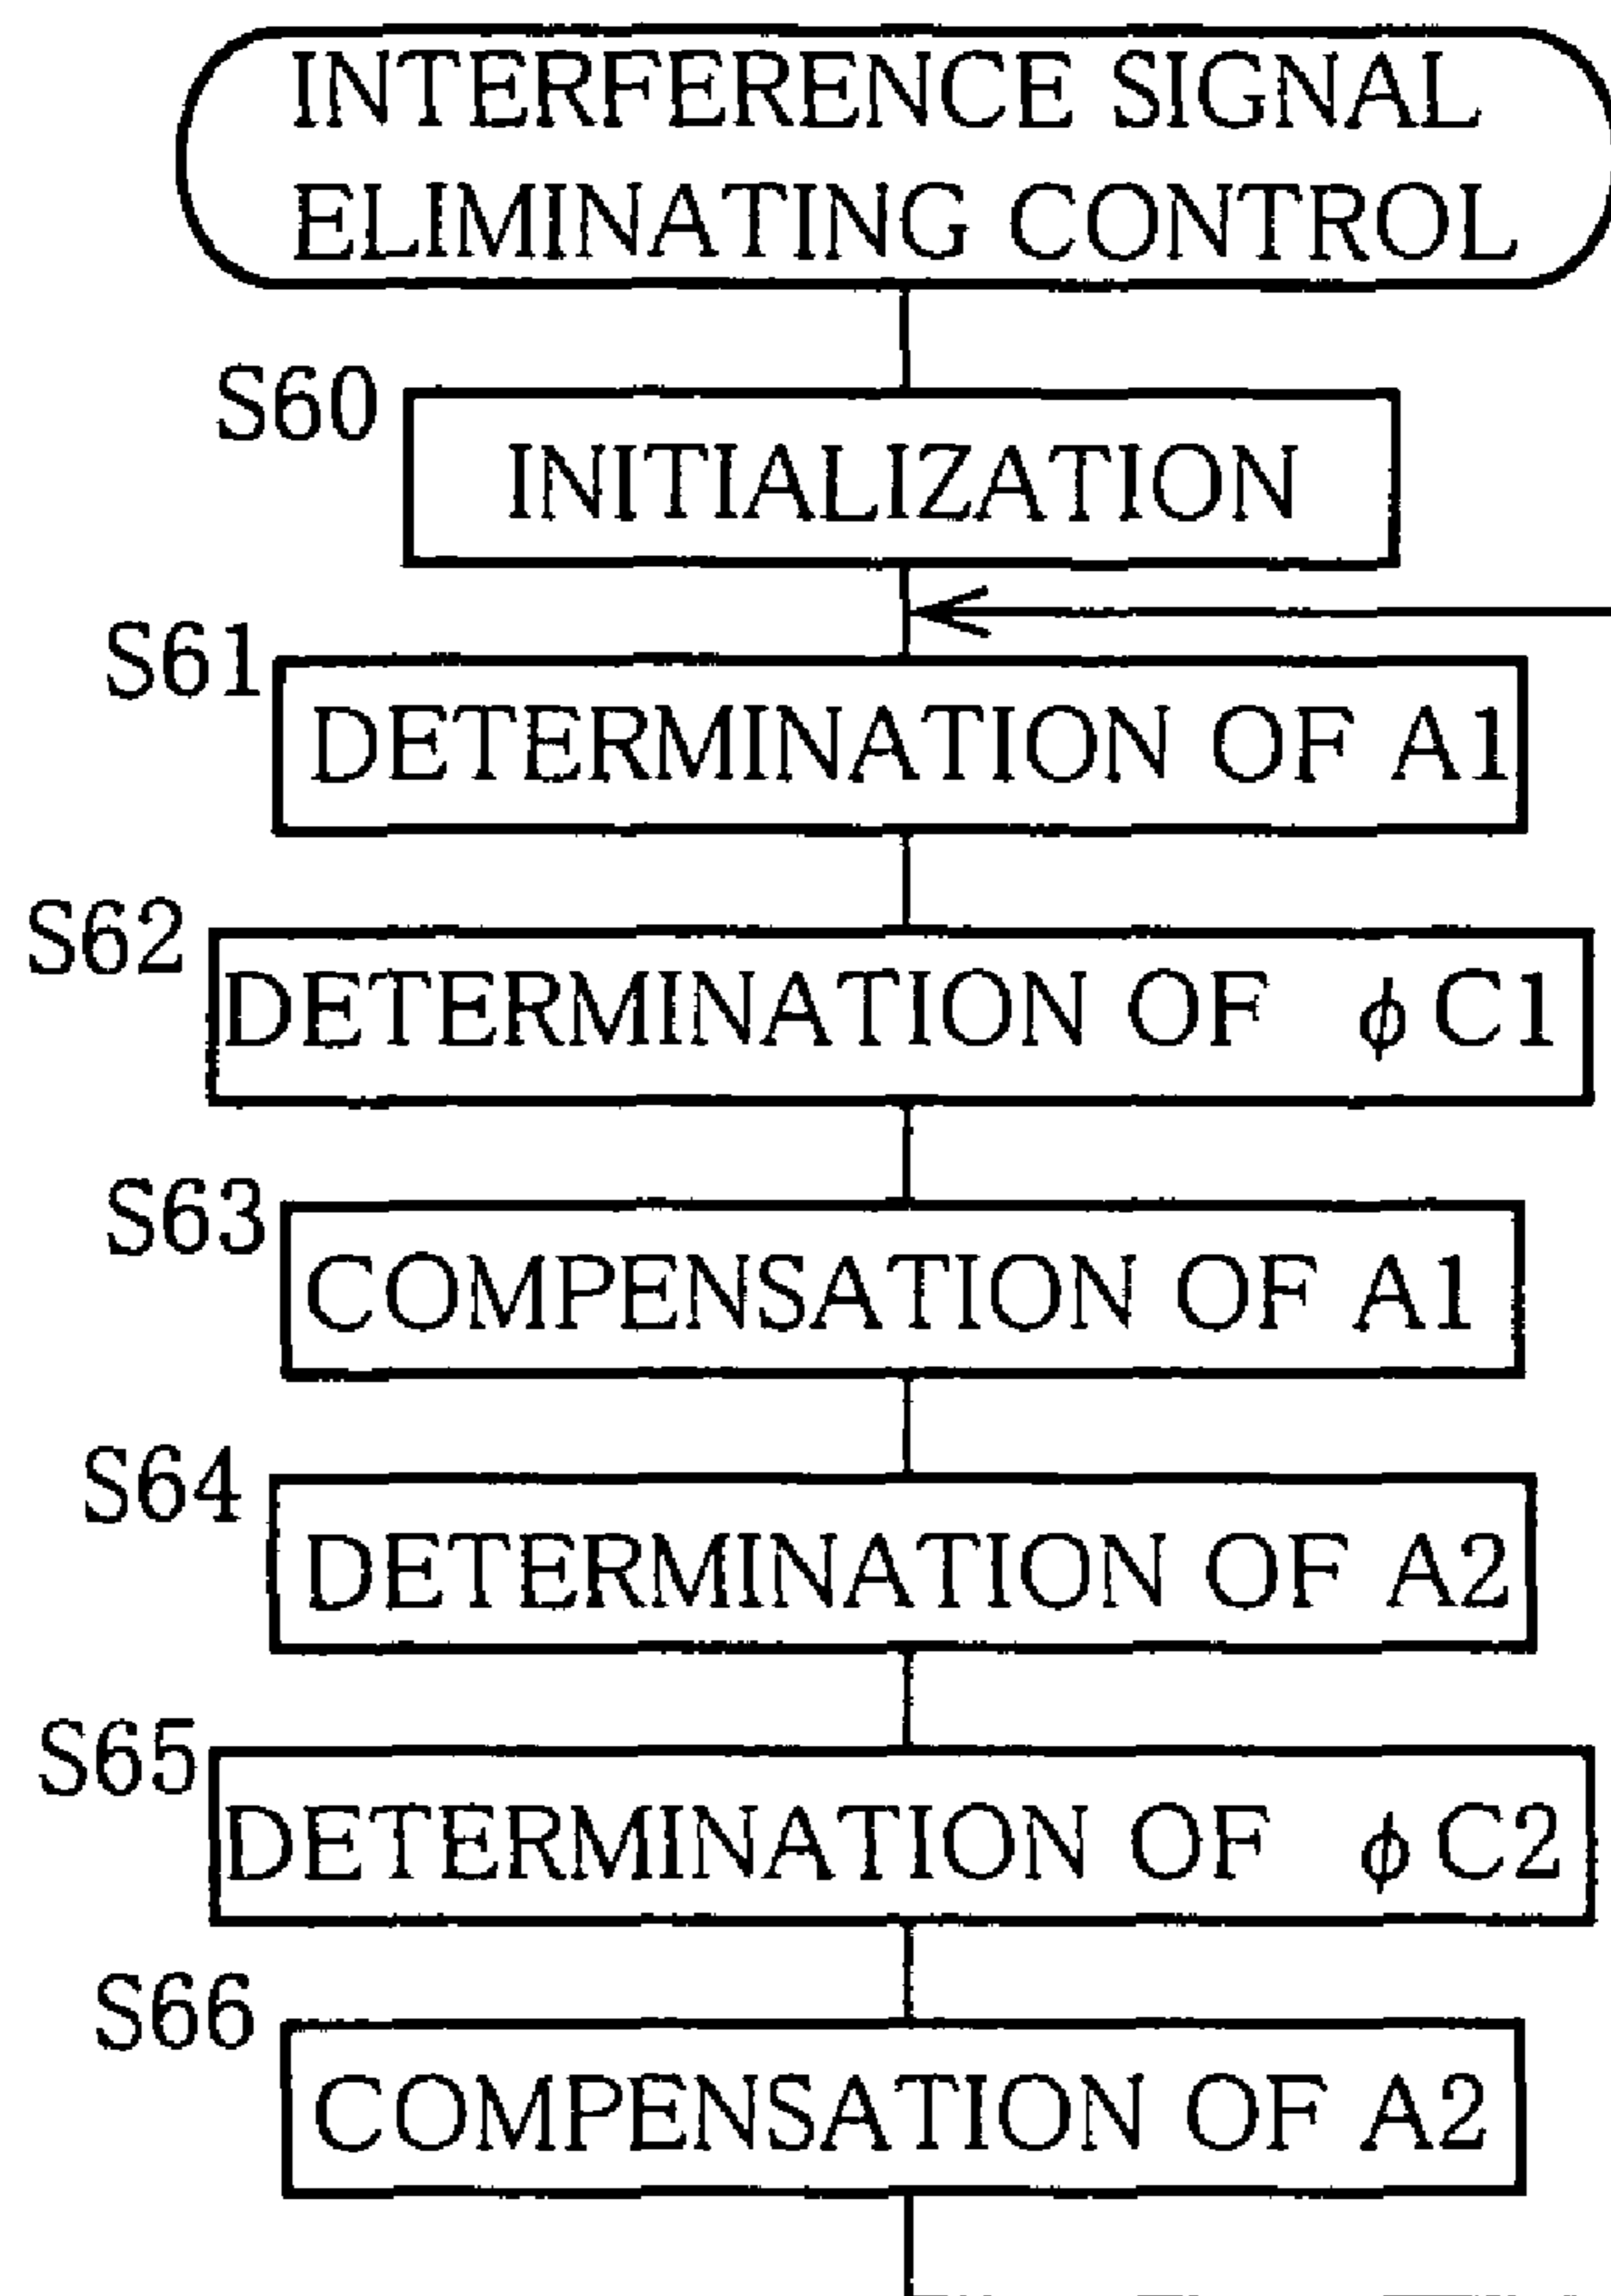 INTERFERENCE SIGNAL
ELIMINATING CONTROL
S60
INITIALIZATION
S61
DETERMINATION OF A1
S62
DETERMINATION OF ϕC1
S63
COMPENSATION OF A1
S64
DETERMINATION OF A2
S65
DETERMINATION OF ϕC2
S66
COMPENSATION OF A2